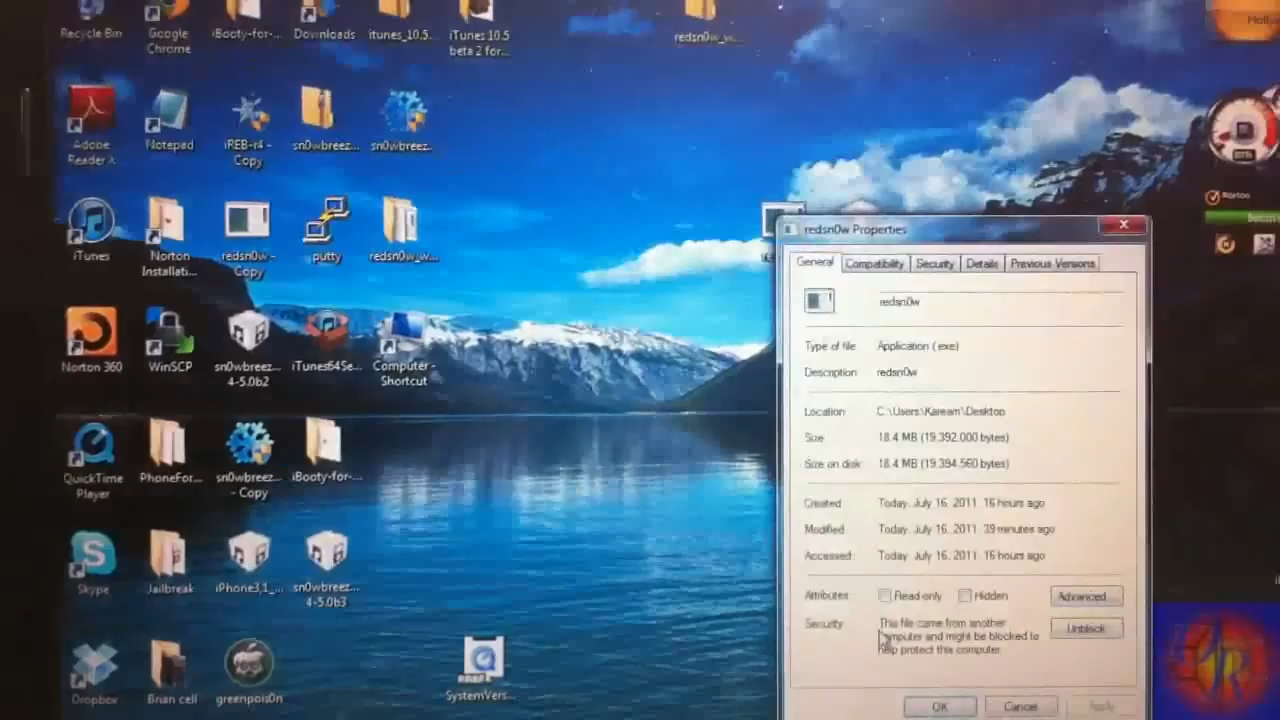 Recycle Bin
Google
Chrome
iBooty-for-...
Downloads
itunes_10.5...
iTunes 10.5
beta 2 for...
redsn0w_w...
Adobe
Reader X
Notepad
iREB-r4 -
Copy
sn0wbreez...
sn0wbreez...
iTunes
Norton
Installati...
redsn0w -
Copy
putty
redsn0w_w...
Norton 360
WinSCP
sn0wbreez...
4-5.0b2
iTunes64Se...
Computer -
Shortcut
QuickTime
Player
PhoneFor...
sn0wbreez...
- Copy
iBooty-for-...
Skype
Jailbreak
iPhone3,1_...
sn0wbreez...
4-5.0b3
Dropbox
Brian cell
greenpois0n
SystemVers...
Norton
redsn0w Properties
General
Compatibility
Security
Details
Previous Versions
redsn0w
Type of file:
Application (.exe)
Description:
redsn0w
Location:
C:\Users\Kaream\Desktop
Size:
18.4 MB (19,392,000 bytes)
Size on disk:
18.4 MB (19,394,560 bytes)
Created:
Today, July 16, 2011, 16 hours ago
Modified:
Today, July 16, 2011, 39 minutes ago
Accessed:
Today, July 16, 2011, 16 hours ago
Attributes:
Read-only
Hidden
Advanced...
Security:
This file came from another
computer and might be blocked to
help protect this computer.
Unblock
OK
Cancel
Apply